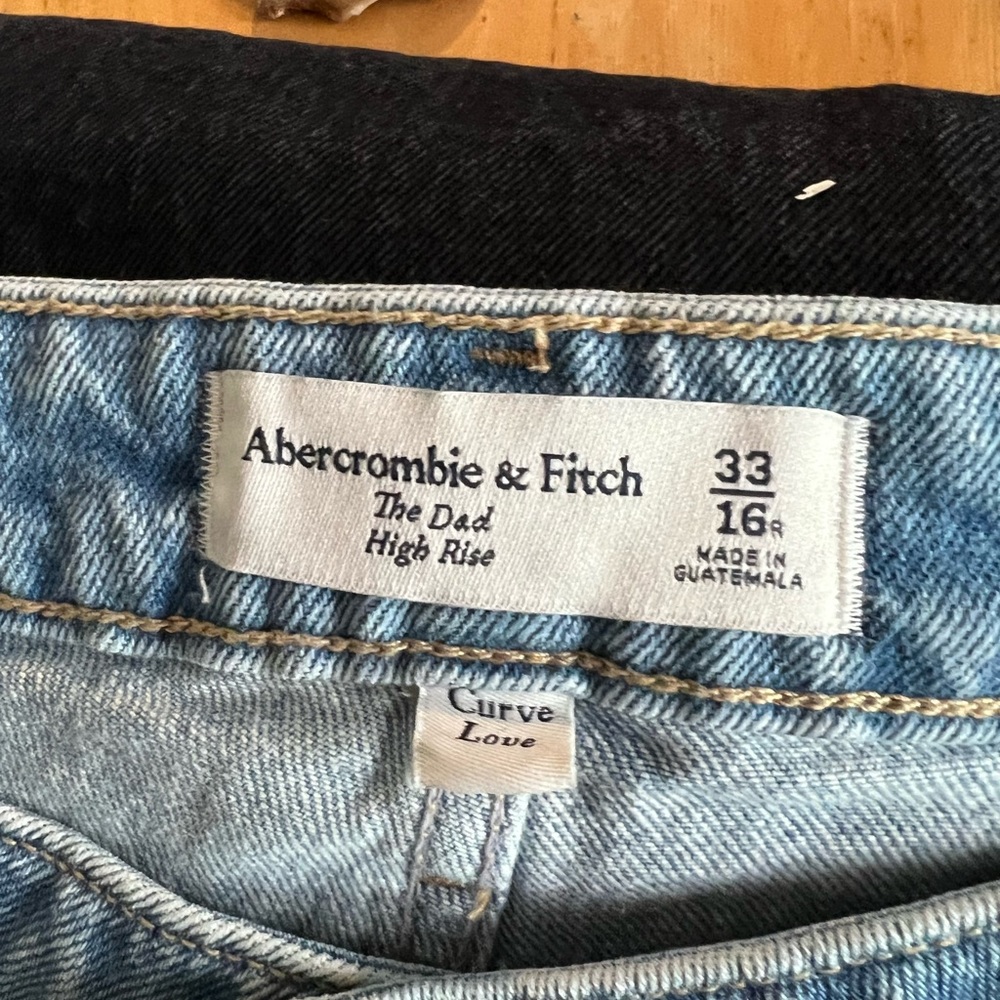 Abercrombie & Fitch
The Dad
High Rise
33
16R
MADE IN
GUATEMALA
Curve
Love